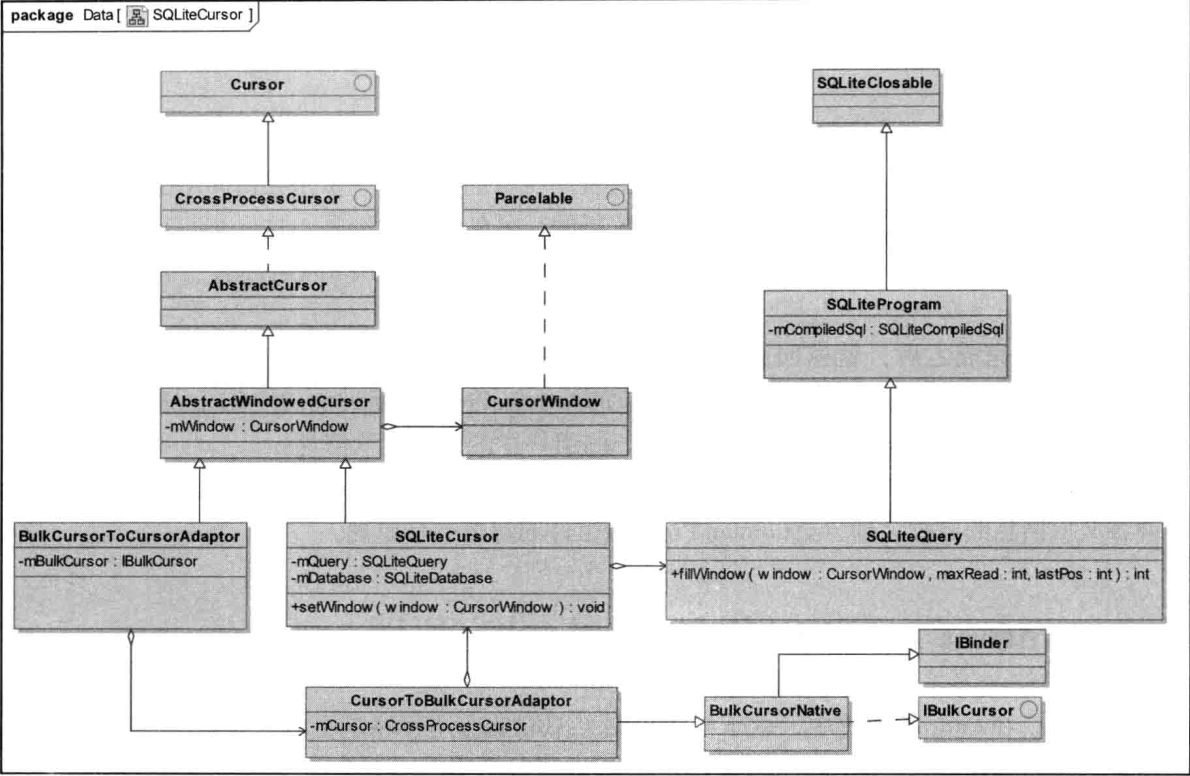 package Data [ SQLiteCursor ]
Cursor
SQLiteClosable
CrossProcessCursor
Parcelable
AbstractCursor
SQLiteProgram
-mCompiledSql : SQLiteCompiledSql
AbstractWindowedCursor
-mWindow : CursorWindow
CursorWindow
BulkCursorToCursorAdaptor
-mBulkCursor : IBulkCursor
SQLiteCursor
-mQuery : SQLiteQuery
-mDatabase : SQLiteDatabase
+setWindow ( window : CursorWindow ) : void
SQLiteQuery
+fillWindow ( window : CursorWindow , maxRead : int, lastPos : int ) : int
IBinder
CursorToBulkCursorAdaptor
-mCursor : CrossProcessCursor
BulkCursorNative
IBulkCursor